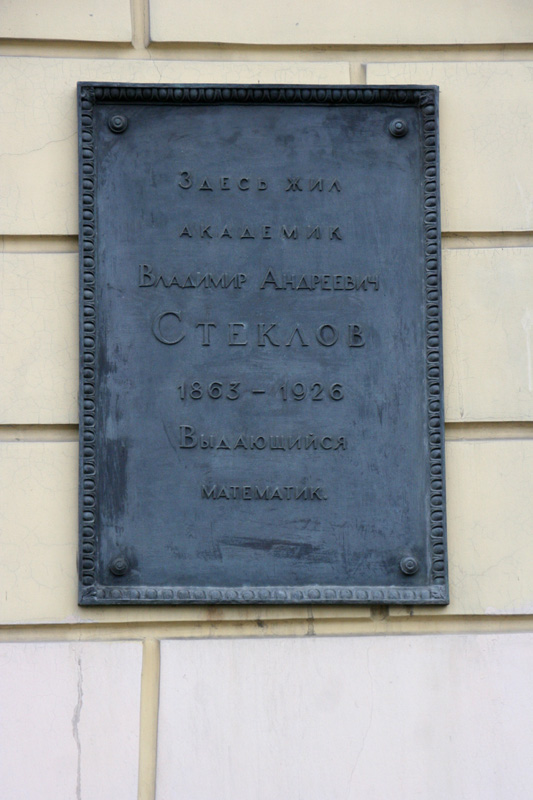 Здесь жил
академик
Владимир Андреевич
Стеклов
1863 – 1926
Выдающийся
математик.